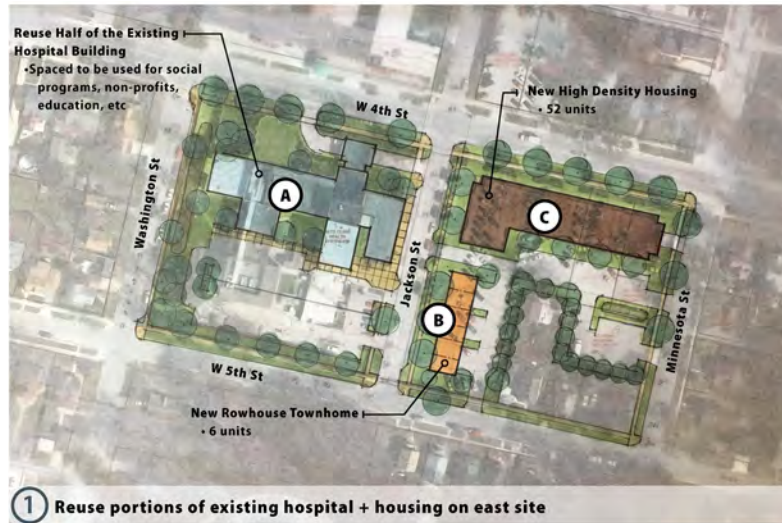 Reuse Half of the Existing
Hospital Building
•Spaced to be used for social
programs, non-profits,
education, etc
W 4th St
New High Density Housing
• 52 units
Washington St
A
C
Jackson St
B
Minnesota St
W 5th St
New Rowhouse Townhome
• 6 units
1 Reuse portions of existing hospital + housing on east site